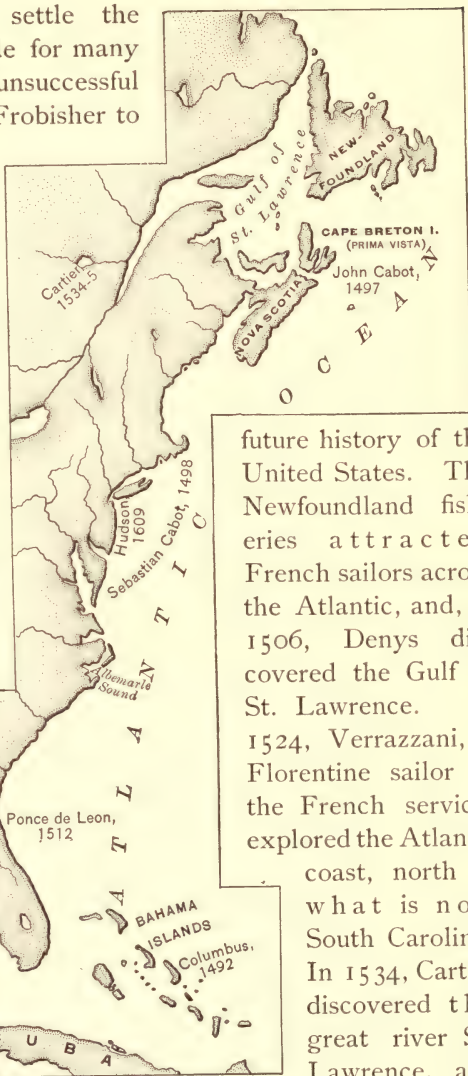 settle the
for many
unsuccessful
Frobisher to
NEW-
FOUNDLAND
Gulf of
St. Lawrence
CAPE BRETON I.
(PRIMA VISTA)
John Cabot,
1497
NOVA SCOTIA
Cartier
1534-5
ATLANTIC OCEAN
Hudson
1609
Sebastian Cabot, 1498
Albemarle
Sound
Ponce de Leon,
1512
BAHAMA
ISLANDS
Columbus,
1492
UBA
future history of
United States.
Newfoundland fis
eries attracte
French sailors acro
the Atlantic, and,
1506, Denys di
covered the Gulf
St. Lawrence.
1524, Verrazzani,
Florentine sailor
the French servic
explored the Atlan
coast, north
what is no
South Carolin
In 1534, Cart
discovered
great river S
Lawrence, a